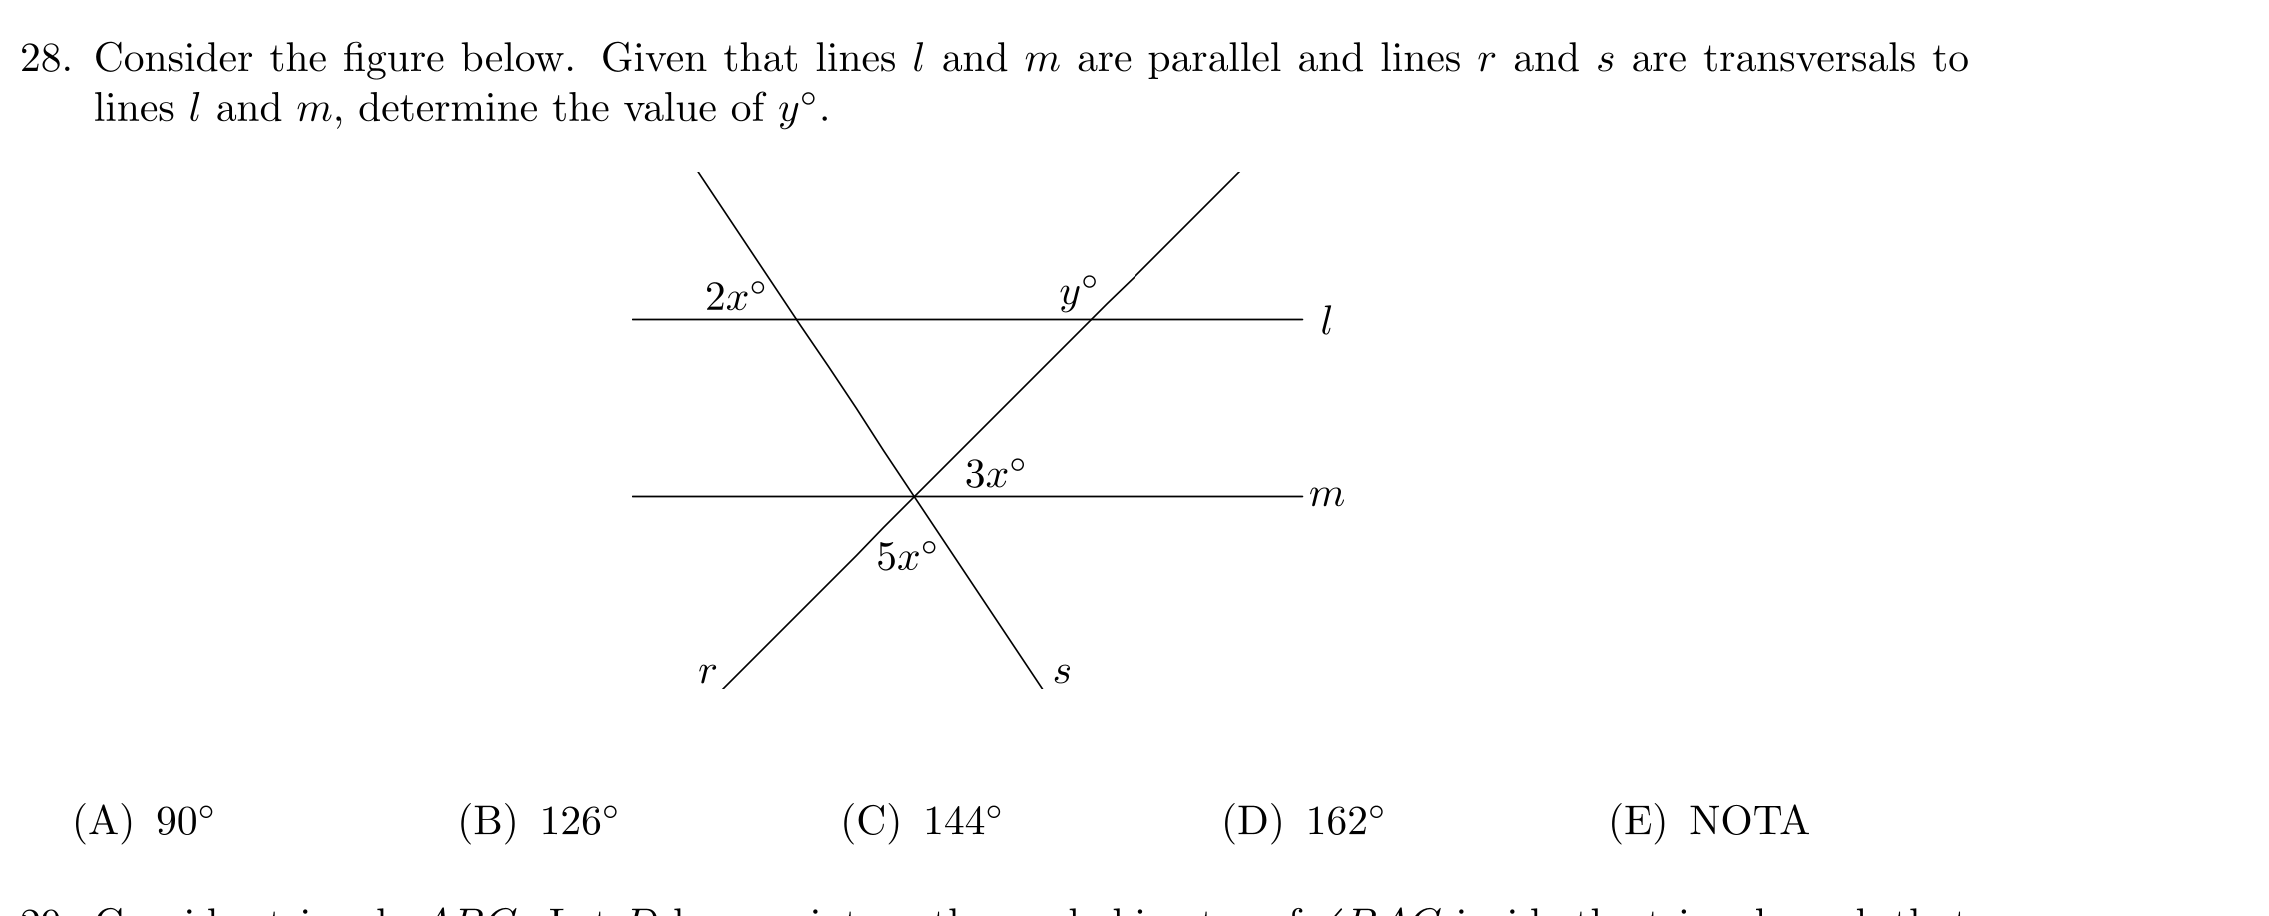 28. Consider the figure below. Given that lines l and m are parallel and lines r and s are transversals to
lines l and m, determine the value of y°.
2x°
y°
l
3x°
m
5x°
r
s
(A) 90° (B) 126° (C) 144° (D) 162° (E) NOTA